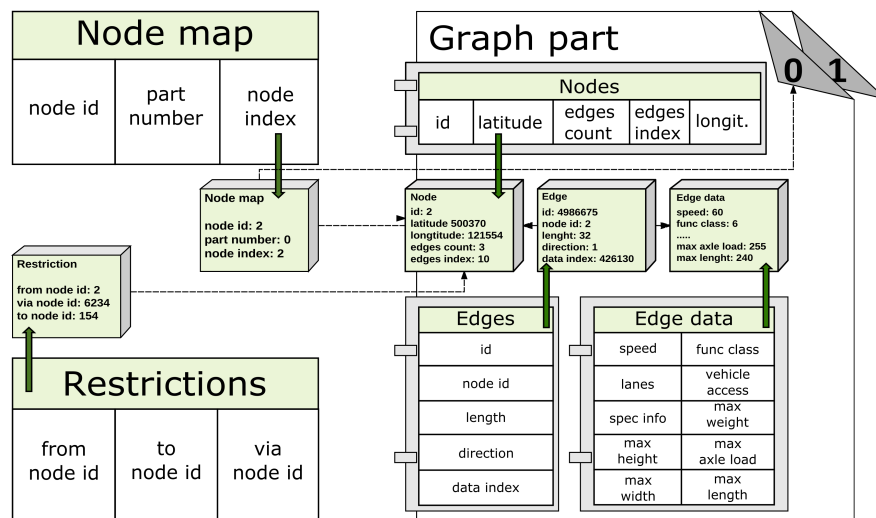 Node map
node id
part
number
node
index
Graph part
0 1
Nodes
id
latitude
edges
count
edges
index
longit.
Node map
node id: 2
part number: 0
node index: 2
Node
id: 2
latitude 500370
longtitude: 121554
edges count: 3
edges index: 10
Edge
id: 4986675
node id: 2
lenght: 32
direction: 1
data index: 426130
Edge data
speed: 60
func class: 6
.....
max axle load: 255
max lenght: 240
Restriction
from node id: 2
via node id: 6234
to node id: 154
Restrictions
from
node id
to
node id
via
node id
Edges
id
node id
length
direction
data index
Edge data
speed
func class
lanes
vehicle
access
spec info
max
weight
max
height
max
axle load
max
width
max
length